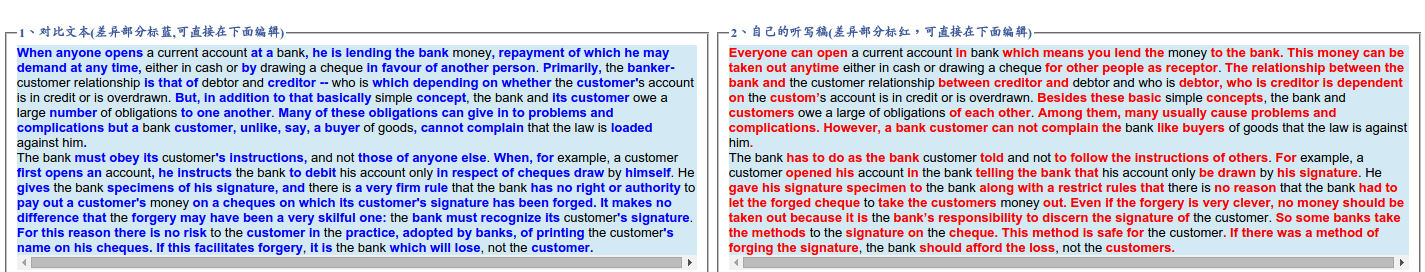 1、对比文本(差异部分标蓝,可直接在下面编辑)
When anyone opens a current account at a bank, he is lending the bank money, repayment of which he may
demand at any time, either in cash or by drawing a cheque in favour of another person. Primarily, the banker-
customer relationship is that of debtor and creditor -- who is which depending on whether the customer's account
is in credit or is overdrawn. But, in addition to that basically simple concept, the bank and its customer owe a
large number of obligations to one another. Many of these obligations can give in to problems and
complications but a bank customer, unlike, say, a buyer of goods, cannot complain that the law is loaded
against him.
The bank must obey its customer's instructions, and not those of anyone else. When, for example, a customer
first opens an account, he instructs the bank to debit his account only in respect of cheques draw by himself. He
gives the bank specimens of his signature, and there is a very firm rule that the bank has no right or authority to
pay out a customer's money on a cheques on which its customer's signature has been forged. It makes no
difference that the forgery may have been a very skilful one: the bank must recognize its customer's signature.
For this reason there is no risk to the customer in the practice, adopted by banks, of printing the customer's
name on his cheques. If this facilitates forgery, it is the bank which will lose, not the customer.
2、自己的听写稿(差异部分标红，可直接在下面编辑)
Everyone can open a current account in bank which means you lend the money to the bank. This money can be
taken out anytime either in cash or drawing a cheque for other people as receptor. The relationship between the
bank and the customer relationship between creditor and debtor and who is debtor, who is creditor is dependent
on the custom's account is in credit or is overdrawn. Besides these basic simple concepts, the bank and
customers owe a large of obligations of each other. Among them, many usually cause problems and
complications. However, a bank customer can not complain the bank like buyers of goods that the law is against
him.
The bank has to do as the bank customer told and not to follow the instructions of others. For example, a
customer opened his account in the bank telling the bank that his account only be drawn by his signature. He
gave his signature specimen to the bank along with a restrict rules that there is no reason that the bank had to
let the forged cheque to take the customers money out. Even if the forgery is very clever, no money should be
taken out because it is the bank's responsibility to discern the signature of the customer. So some banks take
the methods to the signature on the cheque. This method is safe for the customer. If there was a method of
forging the signature, the bank should afford the loss, not the customers.